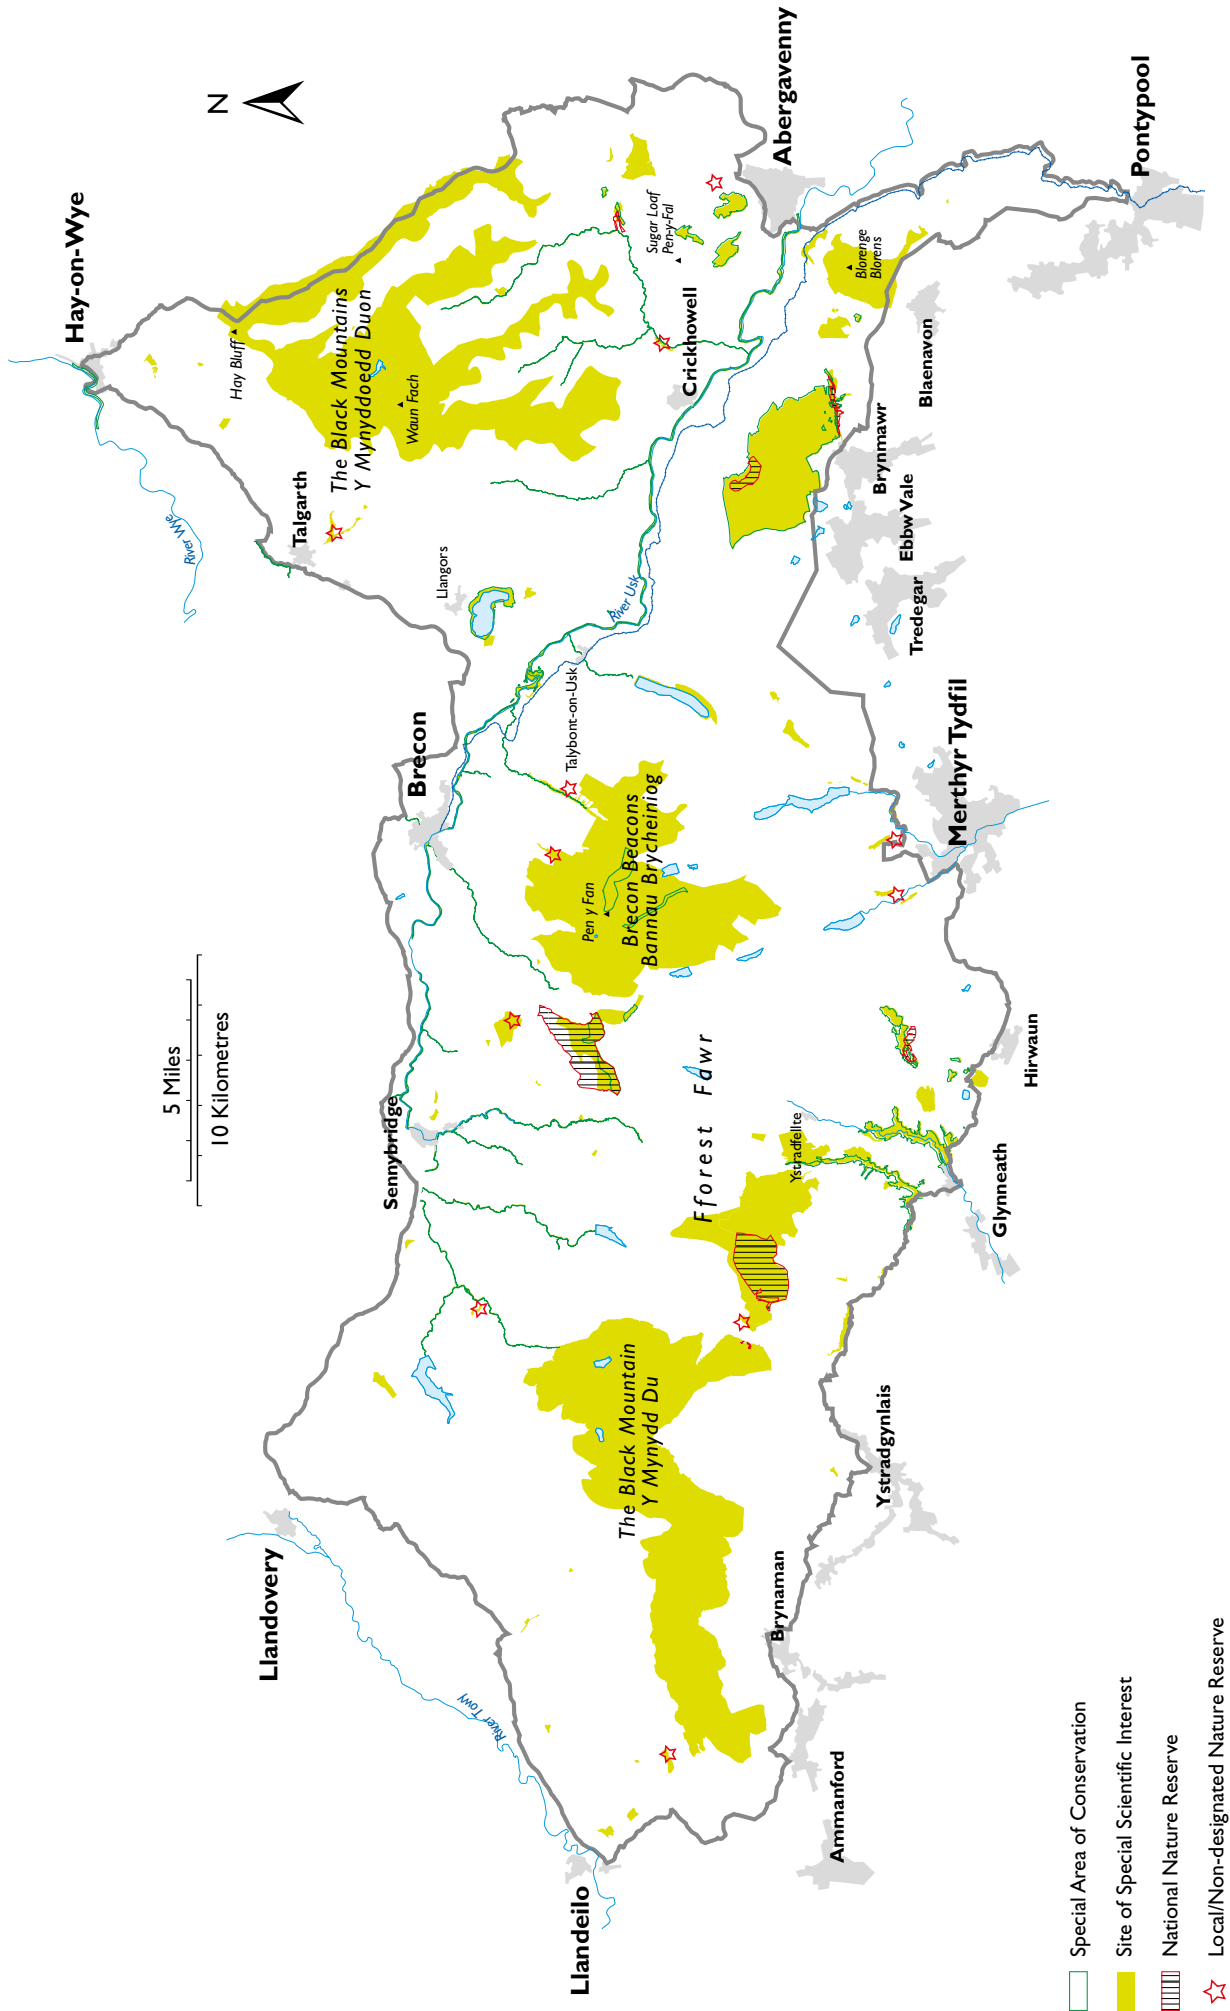 N
5 Miles
10 Kilometres
Hay-on-Wye
River Wye
Hay Bluff
Talgarth
The Black Mountains
Y Mynyddoedd Duon
Waun Fach
Llangors
Llandovery
Sennybridge
Brecon
River Towy
River Usk
Talybont-on-Usk
Sugar Loaf
Pen-y-Fal
Crickhowell
Abergavenny
Pen y Fan
Brecon Beacons
Bannau Brycheiniog
The Black Mountain
Y Mynydd Du
Fforest Fawr
Llandeilo
Ystradfellte
Blorenge
Blorens
Brynaman
Ammanford
Ystradgynlais
Glynneath
Hirwaun
Merthyr Tydfil
Tredegar
Ebbw Vale
Brynmawr
Blaenavon
Pontypool
Special Area of Conservation
Site of Special Scientific Interest
National Nature Reserve
Local/Non-designated Nature Reserve